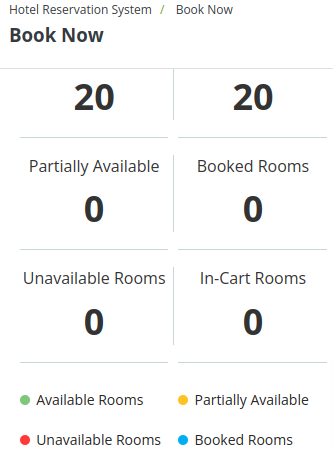 Hotel Reservation System / Book Now
Book Now
20 20
Partially Available Booked Rooms
0 0
Unavailable Rooms In-Cart Rooms
0 0
Available Rooms Partially Available
Unavailable Rooms Booked Rooms